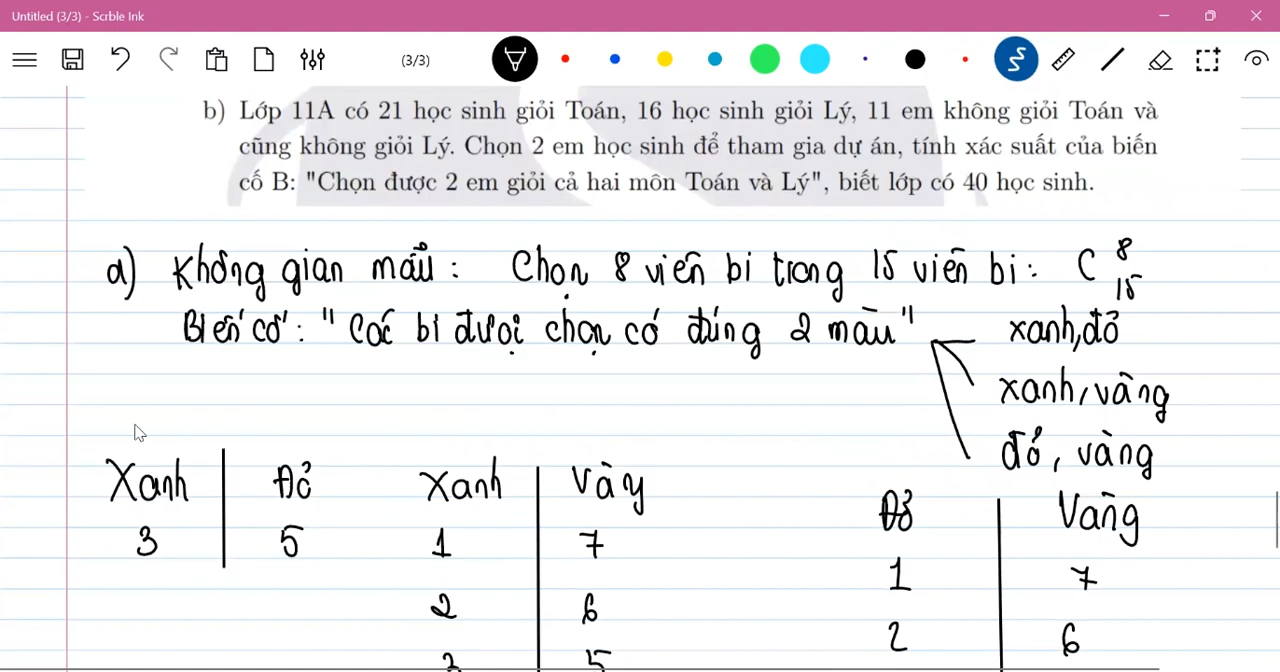 Untitled (3/3) - Scrble Ink
(3/3)
b) Lớp 11A có 21 học sinh giỏi Toán, 16 học sinh giỏi Lý, 11 em không giỏi Toán và
cũng không giỏi Lý. Chọn 2 em học sinh để tham gia dự án, tính xác suất của biến
cố B: "Chọn được 2 em giỏi cả hai môn Toán và Lý", biết lớp có 40 học sinh.
a) Không gian mẫu : Chọn 8 viên bi trong 15 viên bi : C 8 15
Biến cố : " Các bi được chọn có đúng 2 màu" xanh, đỏ
xanh, vàng
đỏ, vàng
Xanh Đỏ Xanh Vày Đỏ Vàng
3 5 1 7 1 7
2 6 2 6
3 5